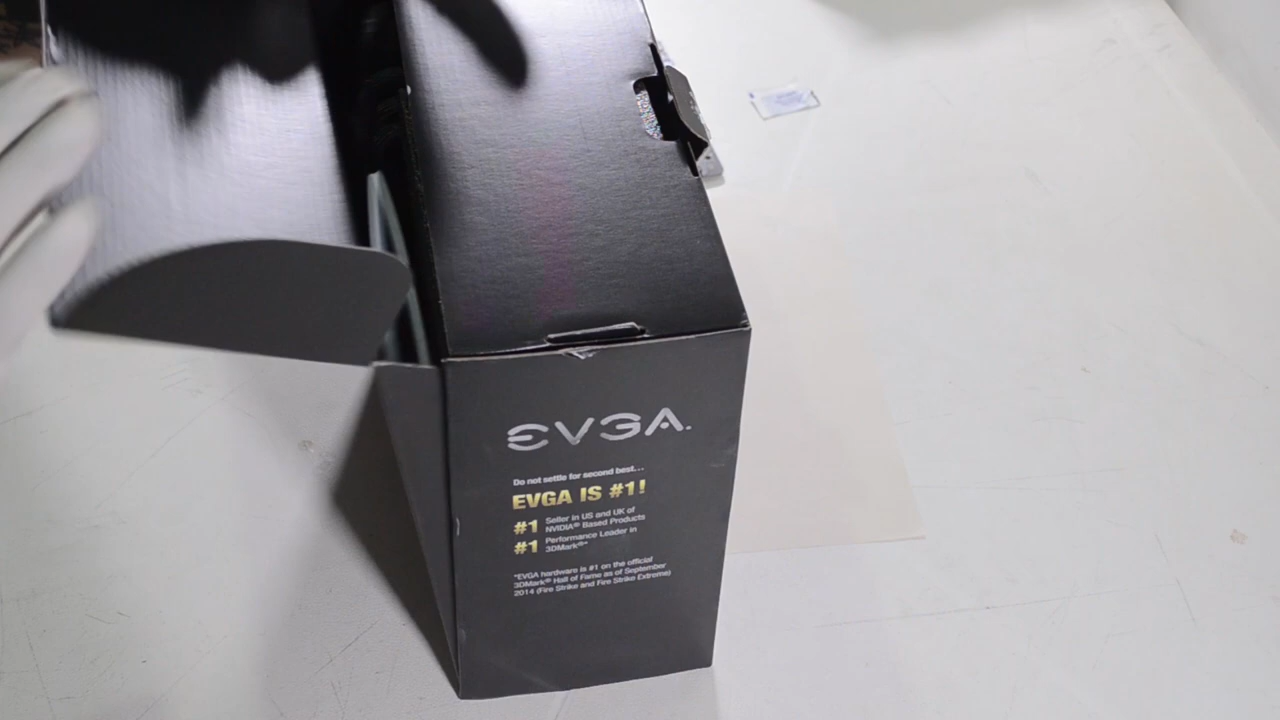 EVGA.
Do not settle for second best...
EVGA IS #1!
#1 Seller in US and UK of
NVIDIA® Based Products
#1 Performance Leader in
3DMark®*
*EVGA hardware is #1 on the official
3DMark® Hall of Fame as of September
2014 (Fire Strike and Fire Strike Extreme)